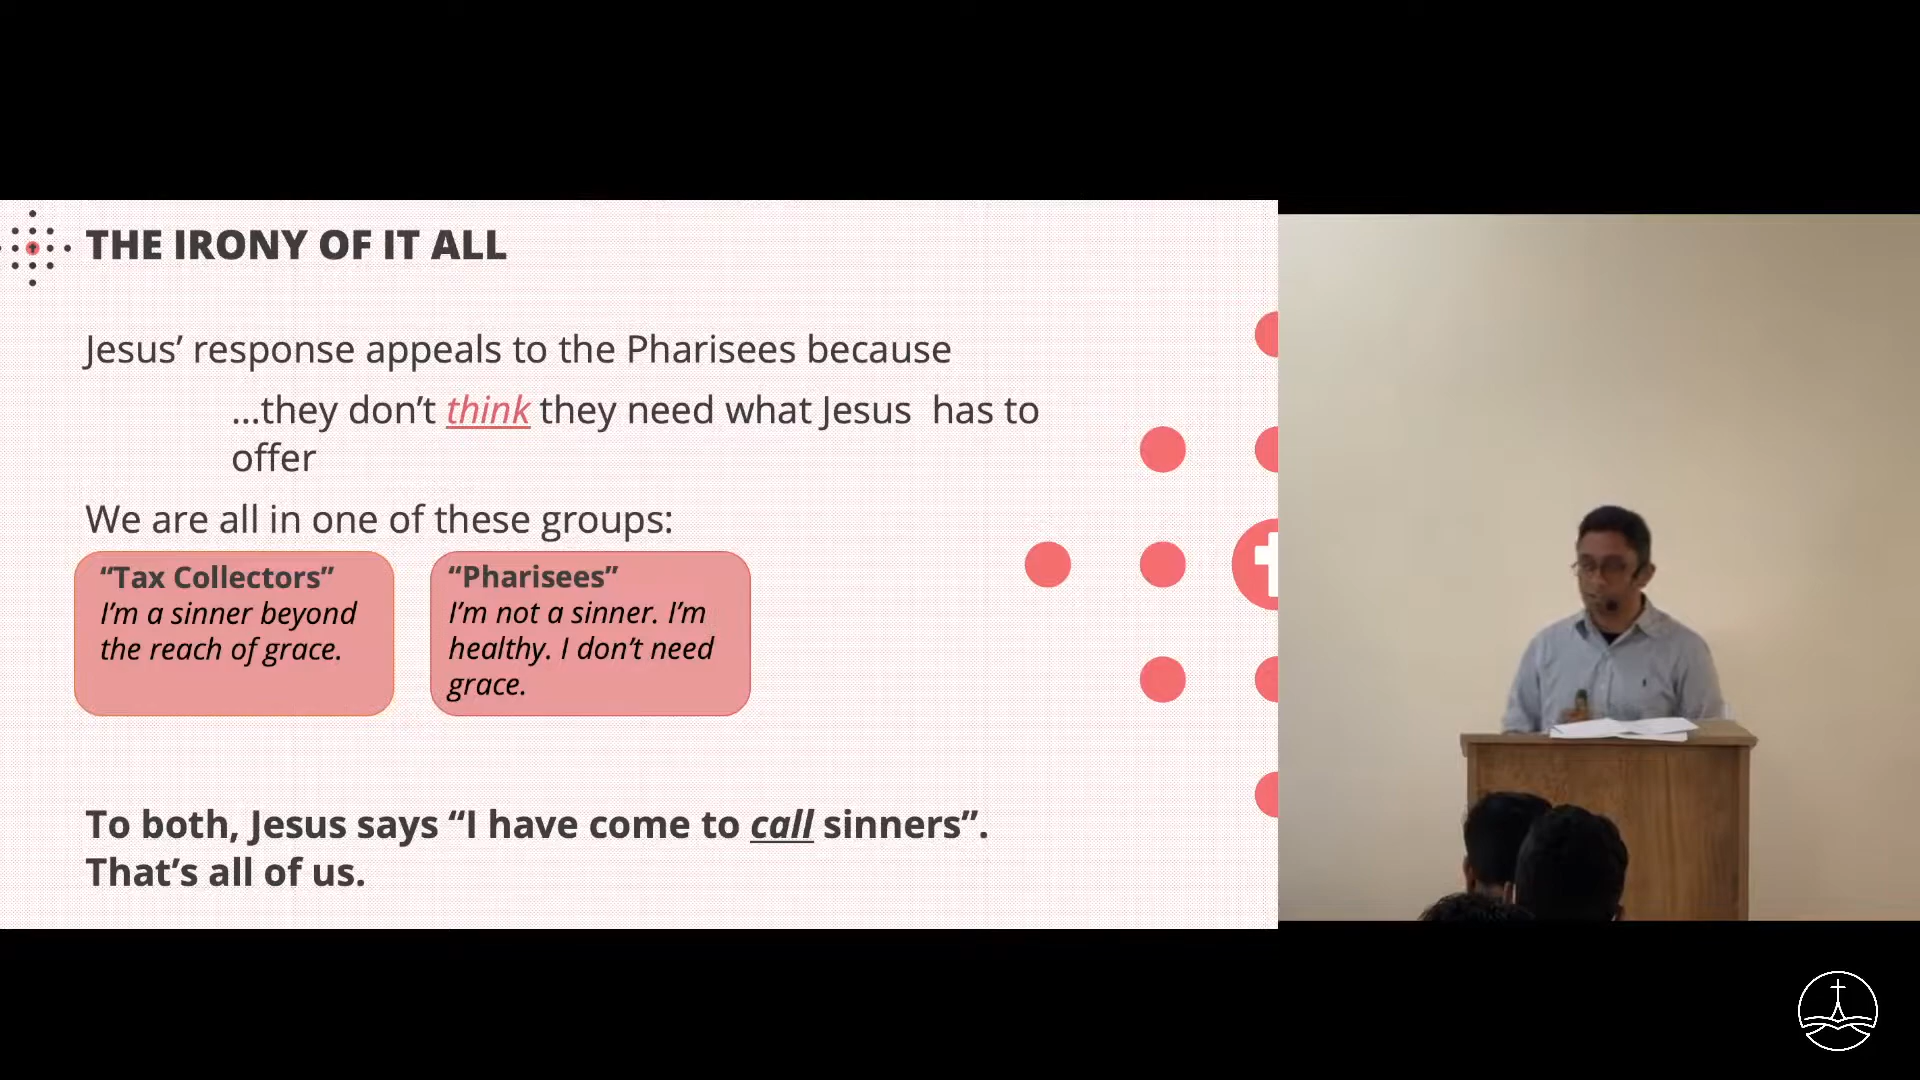 THE IRONY OF IT ALL
Jesus’ response appeals to the Pharisees because
...they don’t think they need what Jesus  has to
offer
We are all in one of these groups:
“Tax Collectors”
I’m a sinner beyond
the reach of grace.
“Pharisees”
I’m not a sinner. I’m
healthy. I don’t need
grace.
To both, Jesus says “I have come to call sinners”.
That’s all of us.